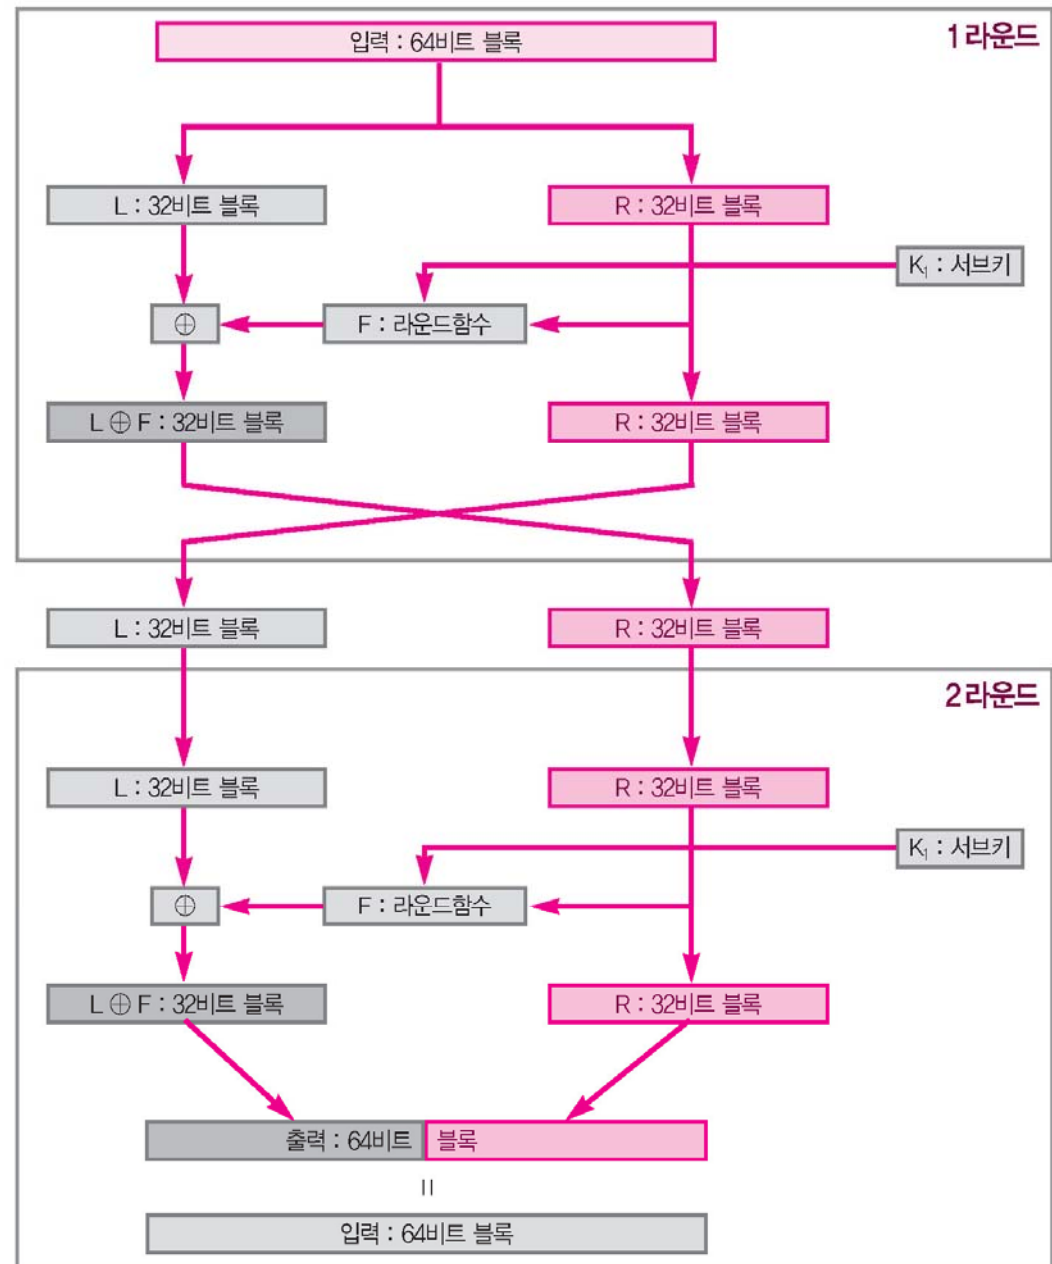 1라운드
입력 : 64비트 블록
L : 32비트 블록
R : 32비트 블록
K₁ : 서브키
⊕
F : 라운드함수
L ⊕ F : 32비트 블록
R : 32비트 블록
L : 32비트 블록
R : 32비트 블록
2라운드
L : 32비트 블록
R : 32비트 블록
K₁ : 서브키
⊕
F : 라운드함수
L ⊕ F : 32비트 블록
R : 32비트 블록
출력 : 64비트 블록
=
입력 : 64비트 블록